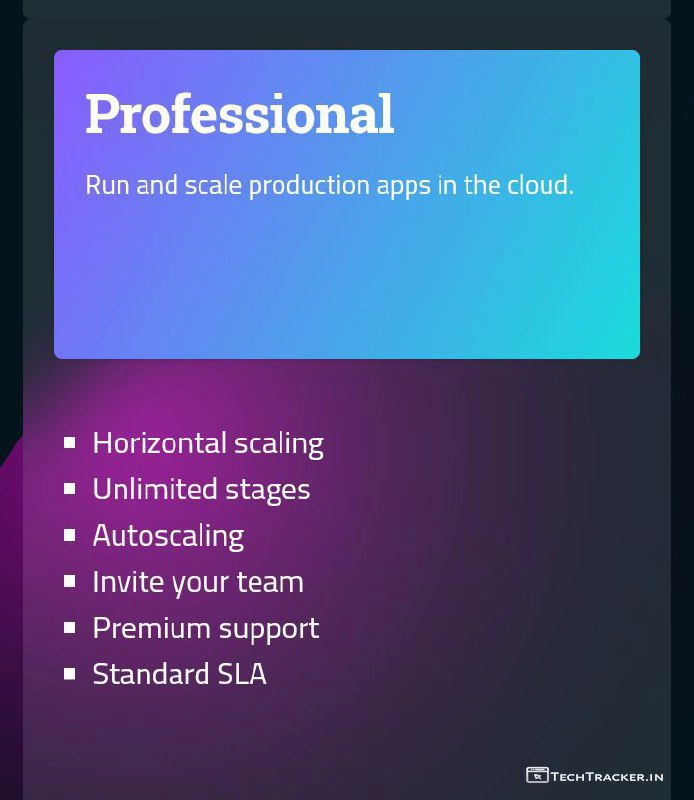 Professional
Run and scale production apps in the cloud.
Horizontal scaling
Unlimited stages
Autoscaling
Invite your team
Premium support
Standard SLA
TECHTRACKER.IN